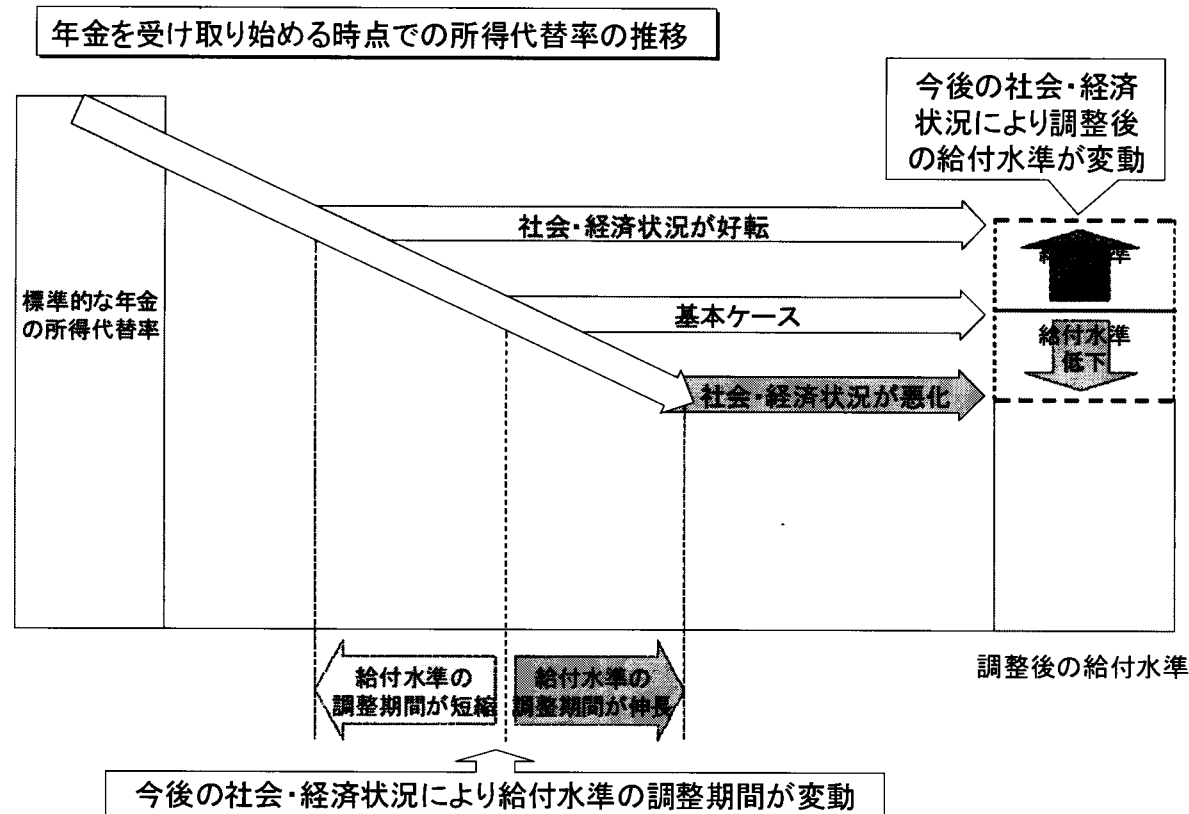 年金を受け取り始める時点での所得代替率の推移
今後の社会・経済
状況により調整後
の給付水準が変動
社会・経済状況が好転
標準的な年金
の所得代替率
基本ケース
給付水準
低下
社会・経済状況が悪化
調整後の給付水準
給付水準の
調整期間が短縮
給付水準の
調整期間が伸長
今後の社会・経済状況により給付水準の調整期間が変動